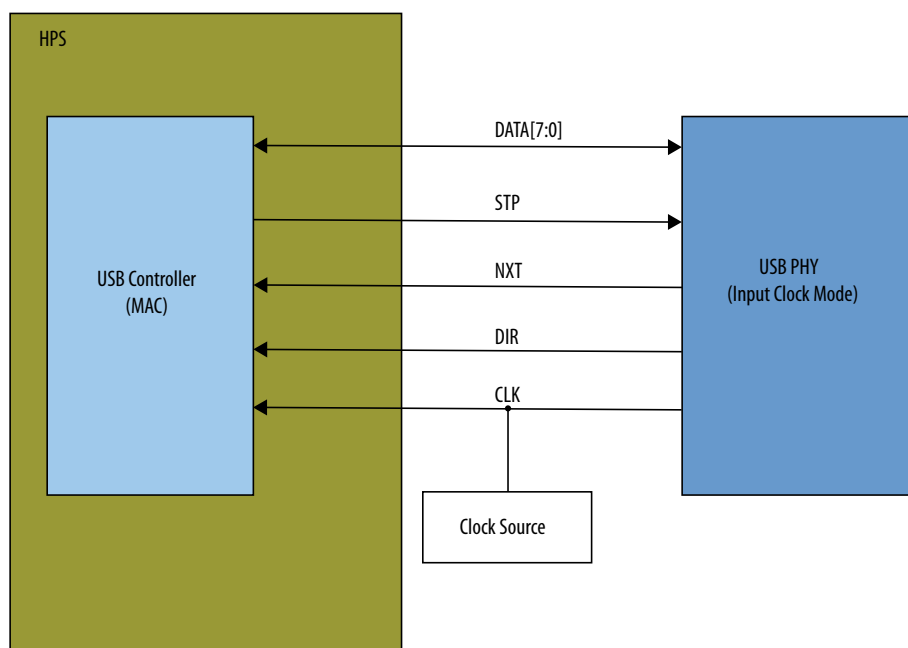 HPS
DATA[7:0]
STP
USB Controller
(MAC)
NXT
USB PHY
(Input Clock Mode)
DIR
CLK
Clock Source